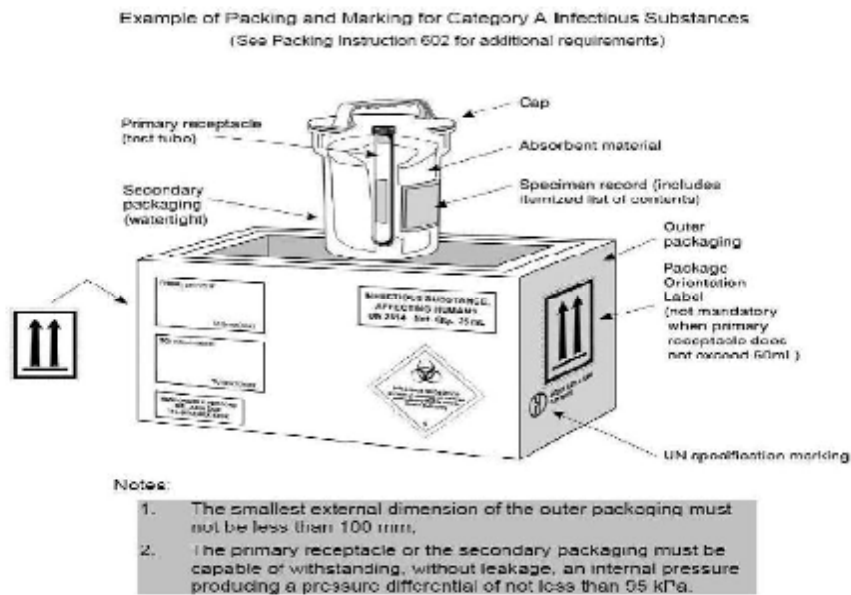 Example of Packing and Marking for Category A Infectious Substances
(See Packing Instruction 602 for additional requirements)
Cap
Primary receptacle
(test tube)
Absorbent material
Secondary
packaging
(watertight)
Specimen record (includes
itemized list of contents)
Outer
packaging
Package
Orientation
Label
(not mandatory
when primary
receptacle does
not exceed 50mL)
INFECTIOUS SUBSTANCE,
AFFECTING HUMANS
UN 2814 Net. Qty. 25 mL
UN specification marking
Notes:
1. The smallest external dimension of the outer packaging must
not be less than 100 mm.
2. The primary receptacle or the secondary packaging must be
capable of withstanding, without leakage, an internal pressure
producing a pressure differential of not less than 95 kPa.